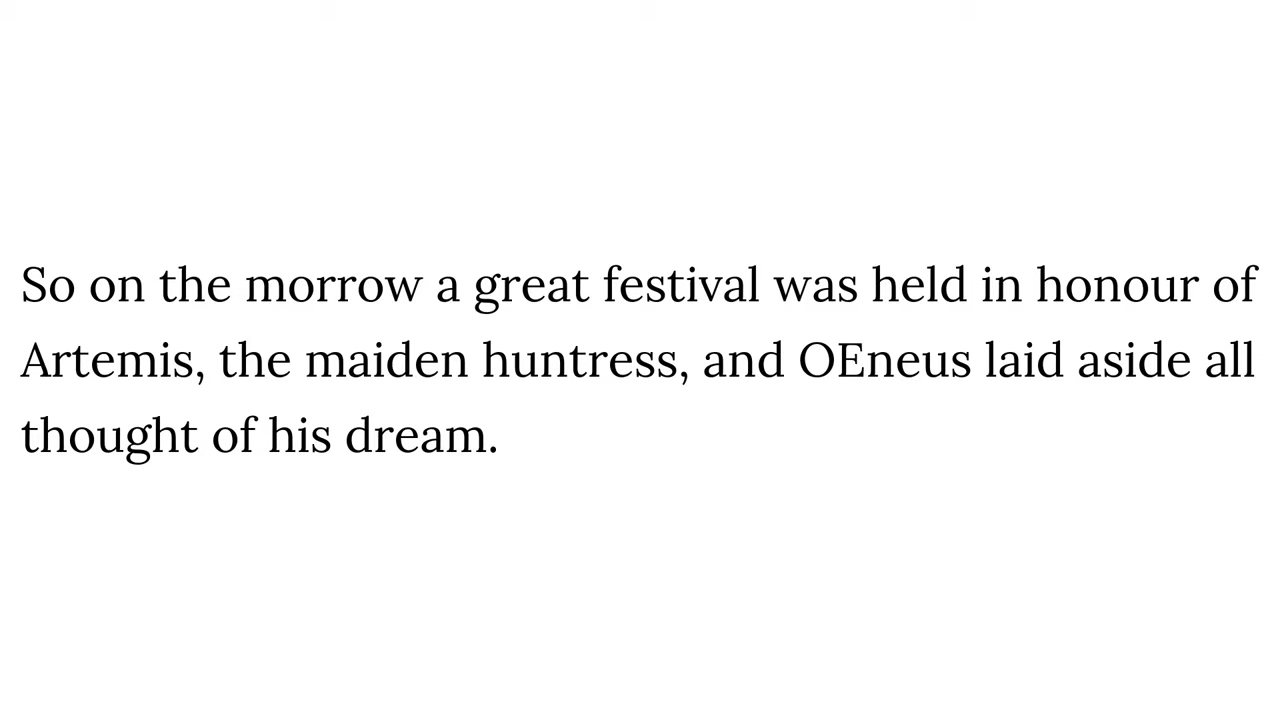 So on the morrow a great festival was held in honour of
Artemis, the maiden huntress, and OEneus laid aside all
thought of his dream.